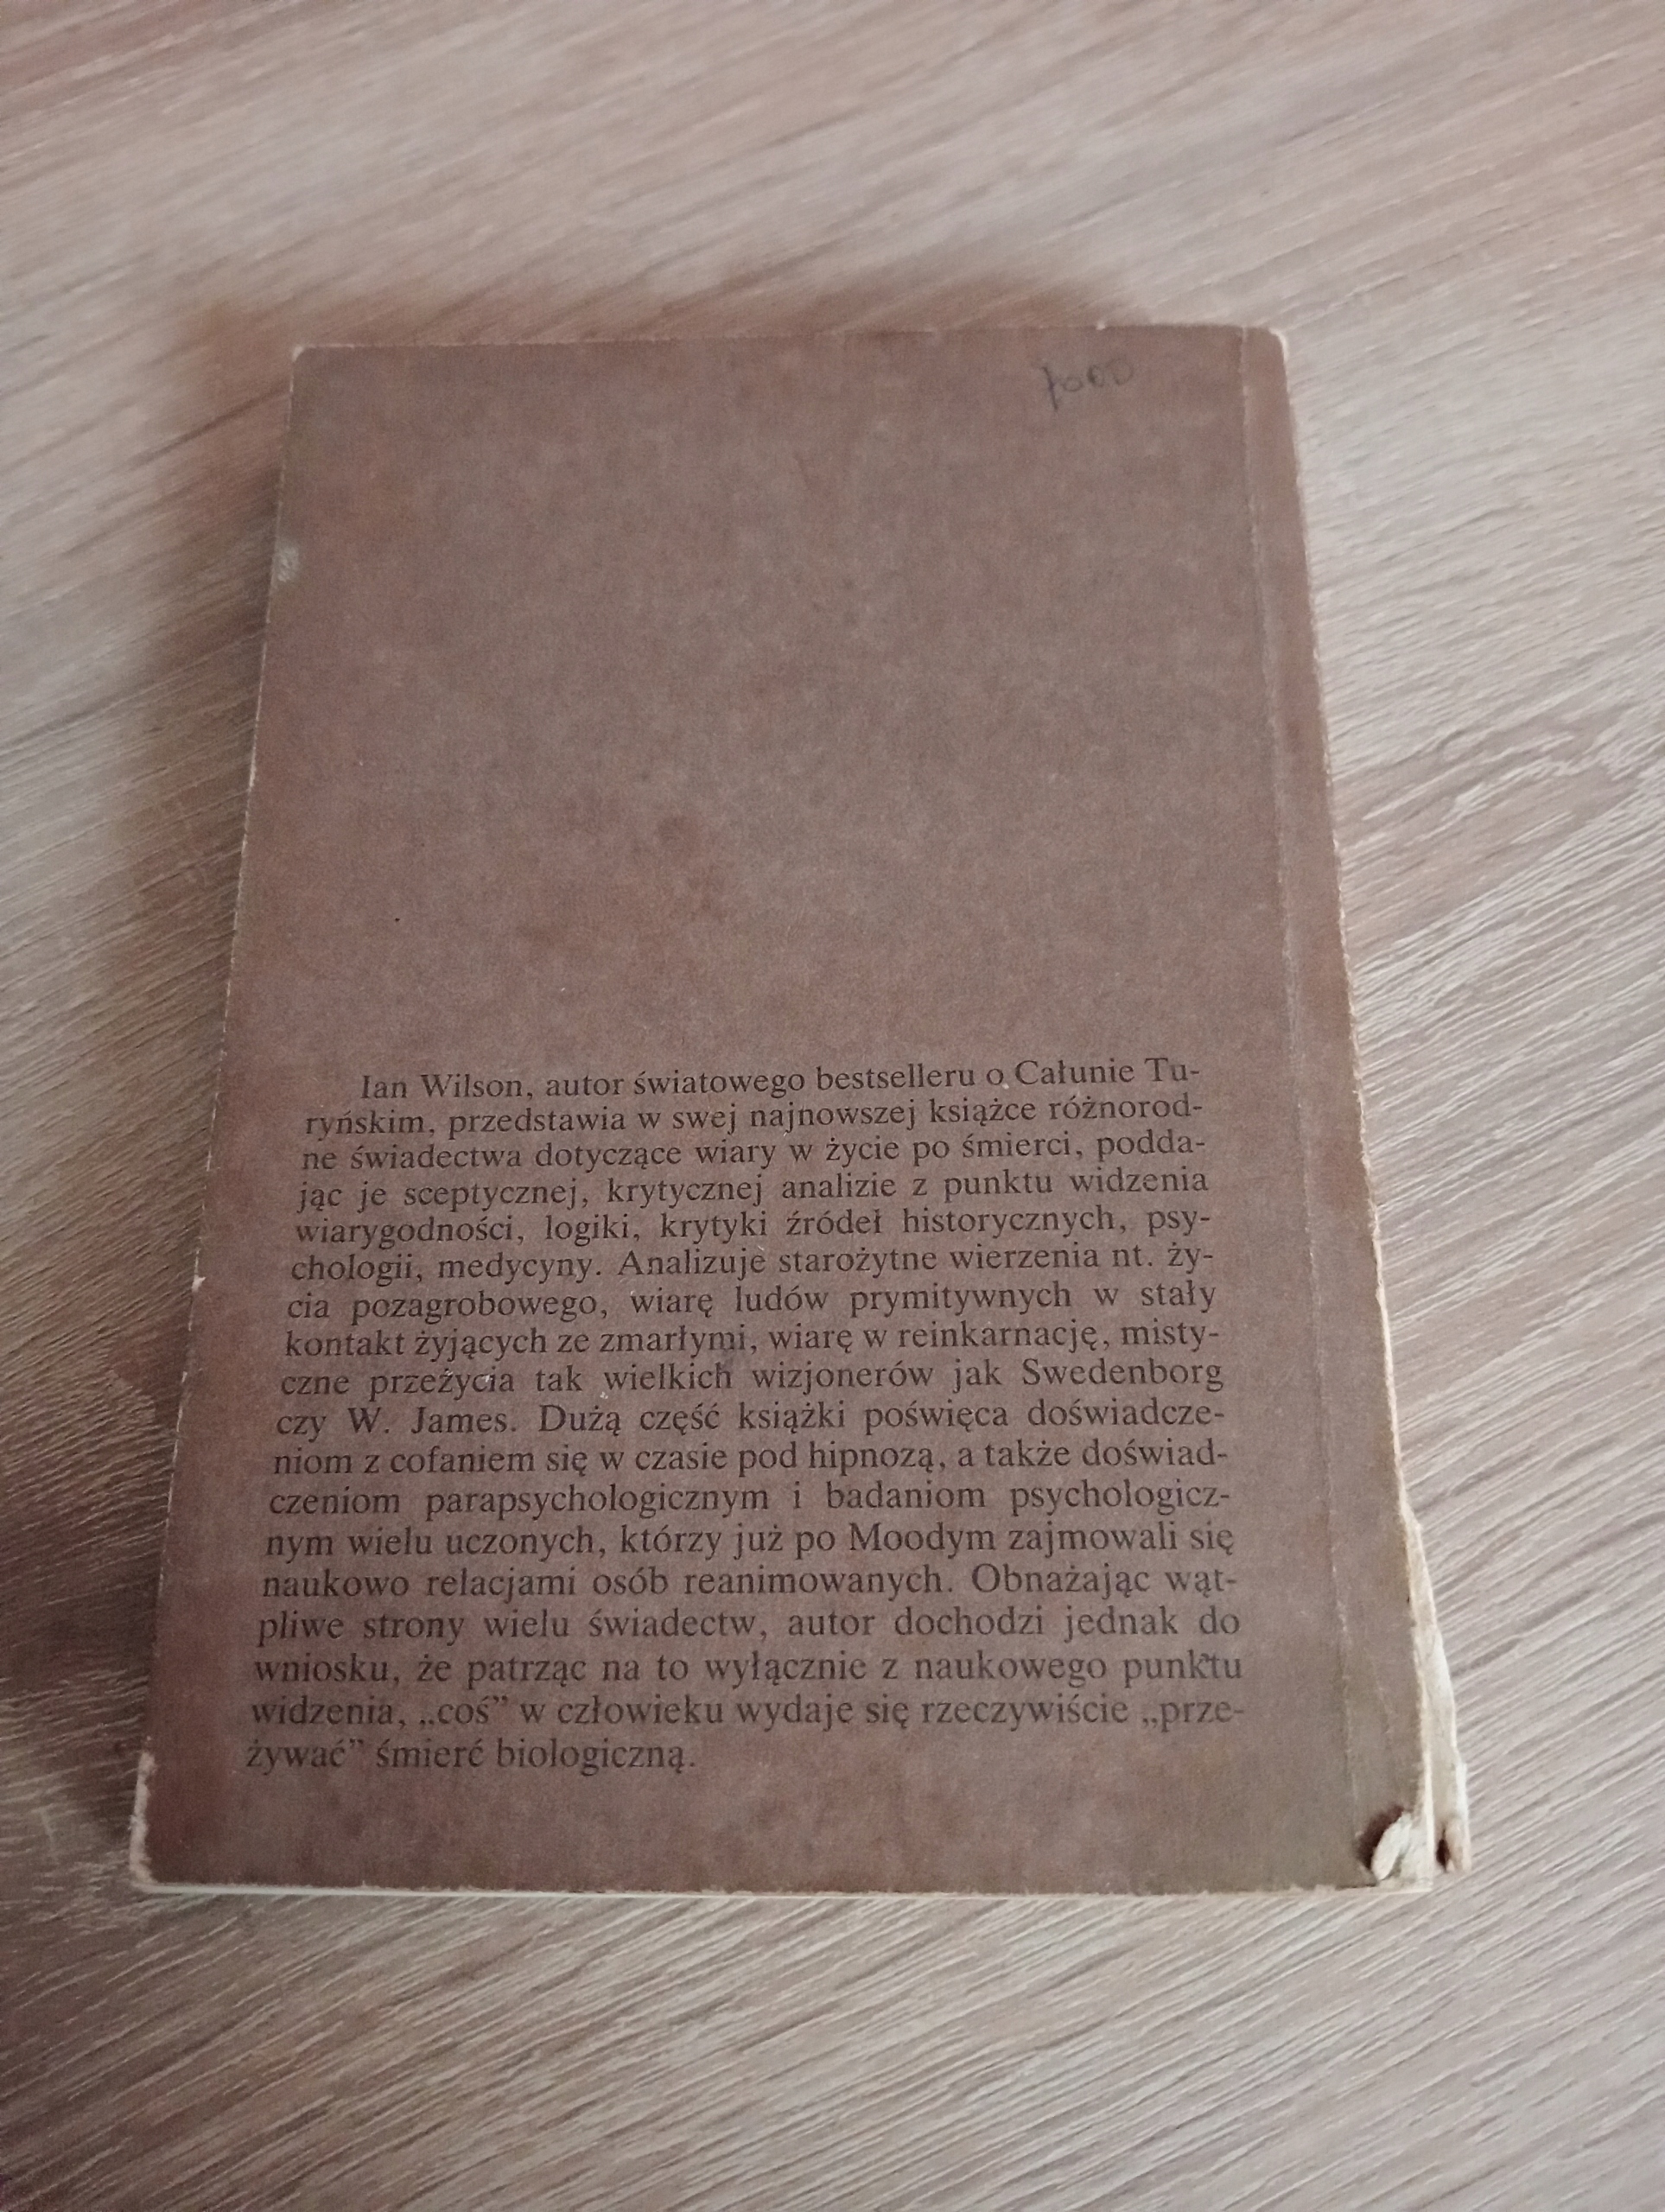 Ian Wilson, autor światowego bestselleru o Całunie Tu-
ryńskim, przedstawia w swej najnowszej książce różnorod-
ne świadectwa dotyczące wiary w życie po śmierci, podda-
jąc je sceptycznej, krytycznej analizie z punktu widzenia
wiarygodności, logiki, krytyki źródeł historycznych, psy-
chologii, medycyny. Analizuje starożytne wierzenia nt. ży-
cia pozagrobowego, wiarę ludów prymitywnych w stały
kontakt żyjących ze zmarłymi, wiarę w reinkarnację, misty-
czne przeżycia tak wielkich wizjonerów jak Swedenborg
czy W. James. Dużą część książki poświęca doświadcze-
niom z cofaniem się w czasie pod hipnozą, a także doświad-
czeniom parapsychologicznym i badaniom psychologicz-
nym wielu uczonych, którzy już po Moodym zajmowali się
naukowo relacjami osób reanimowanych. Obnażając wąt-
pliwe strony wielu świadectw, autor dochodzi jednak do
wniosku, że patrząc na to wyłącznie z naukowego punktu
widzenia, „coś” w człowieku wydaje się rzeczywiście „prze-
żywać” śmierć biologiczną.